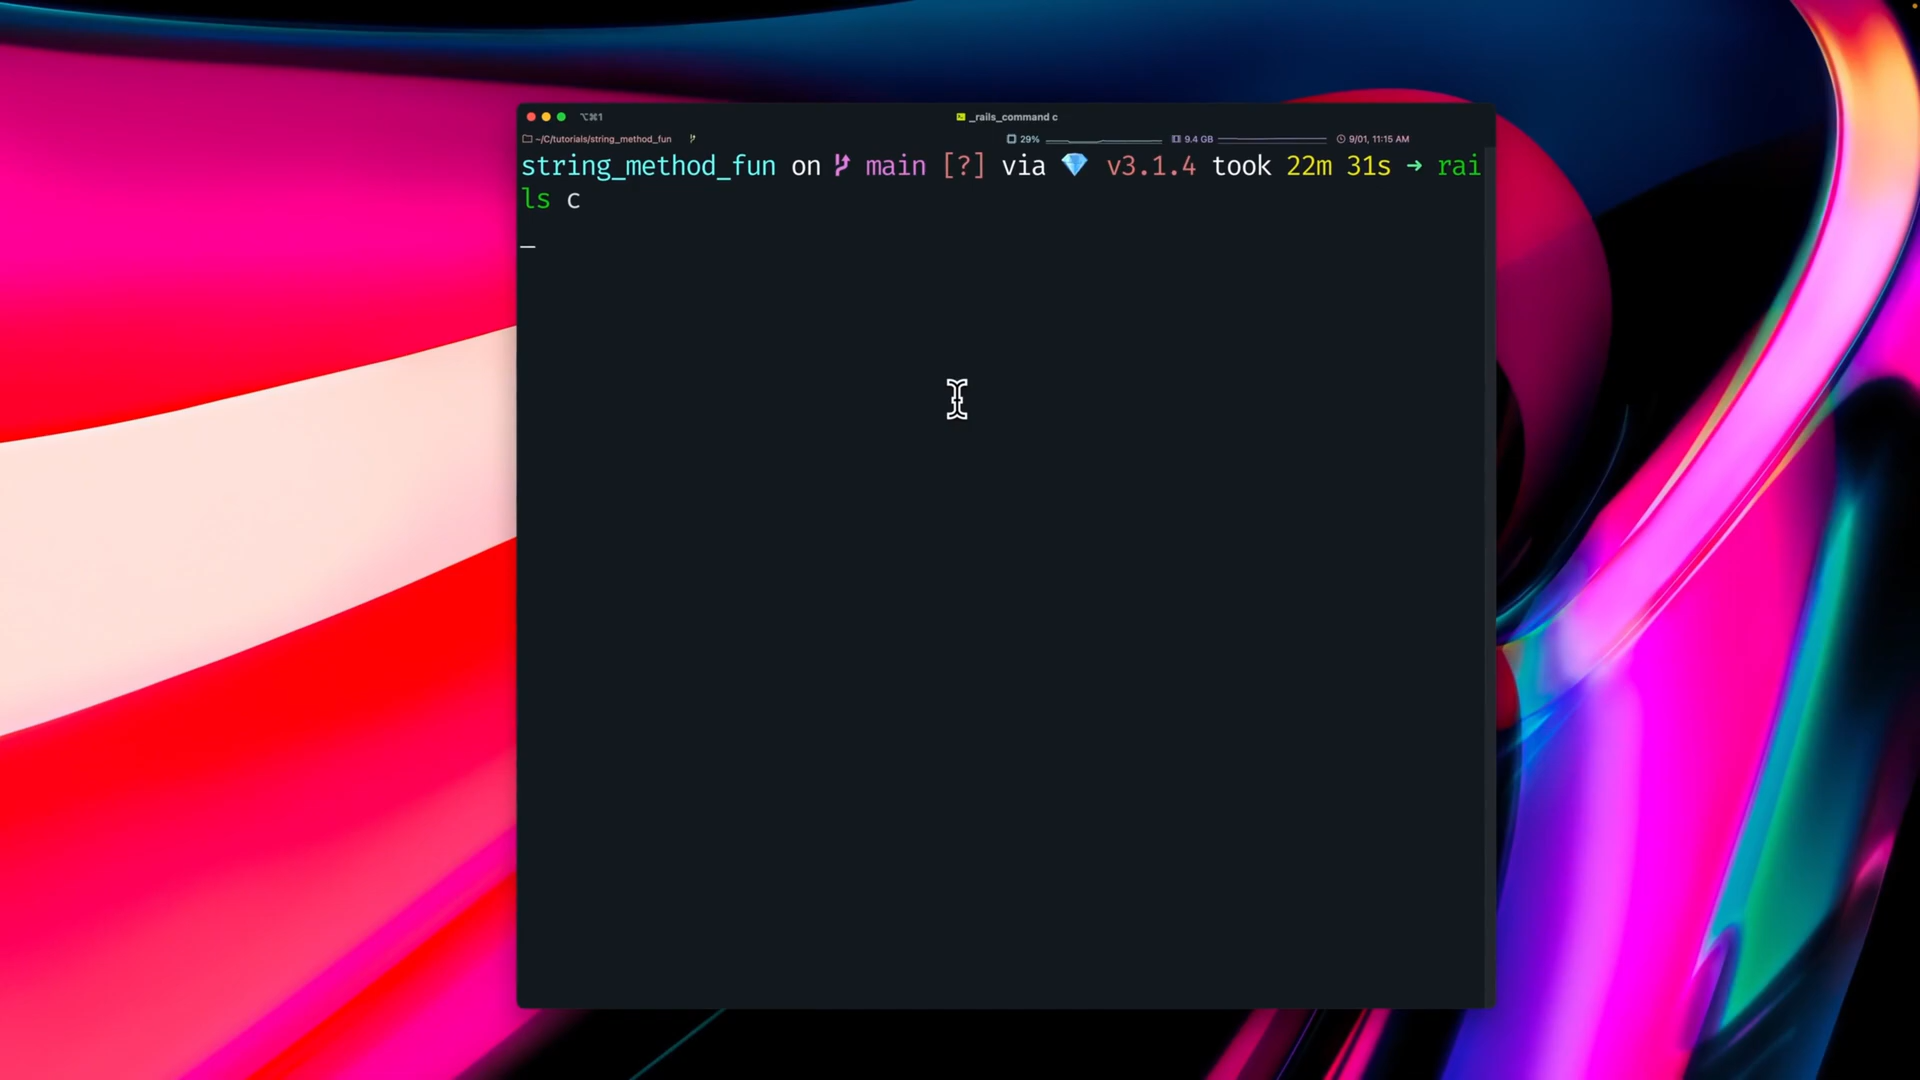 ⌥⌘1 _rails_command c
~/C/tutorials/string_method_fun 29% 9.4 GB 9/01, 11:15 AM
string_method_fun on main [?] via 💎 v3.1.4 took 22m 31s → rai
ls c
_